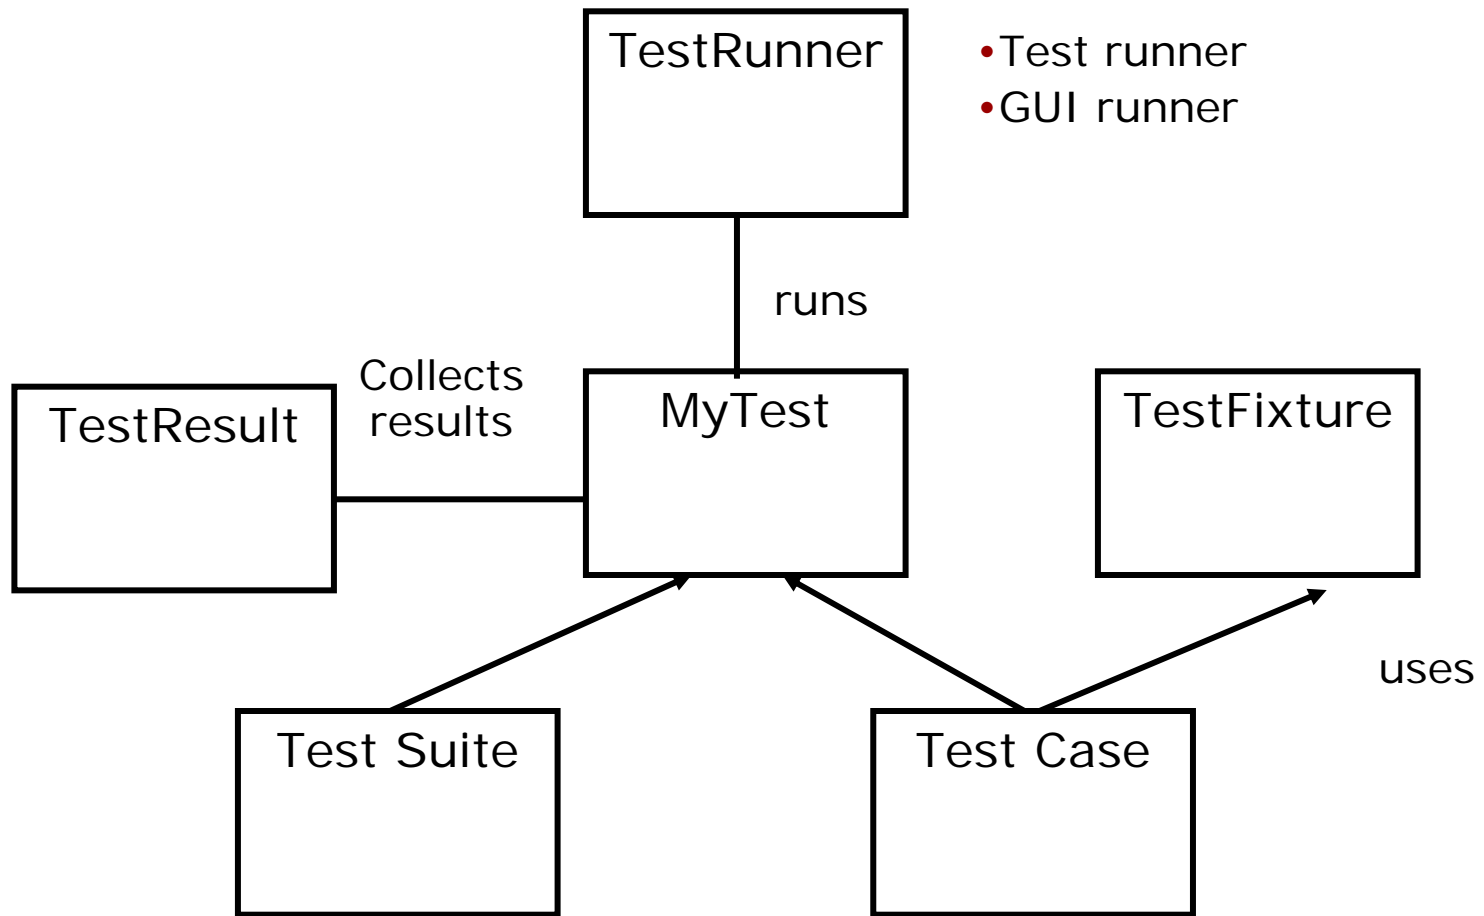 TestRunner
•Test runner
•GUI runner
runs
Collects
results
TestResult
MyTest
TestFixture
uses
Test Suite
Test Case